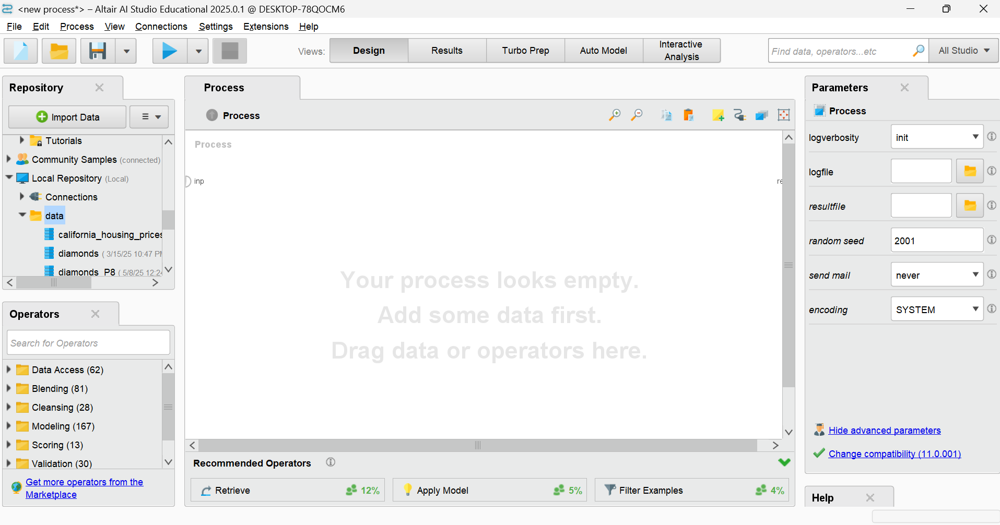 <new process*> – Altair AI Studio Educational 2025.0.1 @ DESKTOP-78QOCM6
File Edit Process View Connections Settings Extensions Help
Views: Design Results Turbo Prep Auto Model Interactive Analysis
Find data, operators...etc
All Studio
Repository
Import Data
Tutorials
Community Samples (connected)
Local Repository (Local)
Connections
data
california_housing_prices
diamonds ( 3/15/25 10:47 PM
diamonds_P8 ( 5/8/25 12:24
Operators
Search for Operators
Data Access (62)
Blending (81)
Cleansing (28)
Modeling (167)
Scoring (13)
Validation (30)
Get more operators from the
Marketplace
Process
Process
Process
inp
re
Your process looks empty.
Add some data first.
Drag data or operators here.
Recommended Operators
Retrieve 12%
Apply Model 5%
Filter Examples 4%
Parameters
Process
logverbosity init
logfile
resultfile
random seed 2001
send mail never
encoding SYSTEM
Hide advanced parameters
Change compatibility (11.0.001)
Help